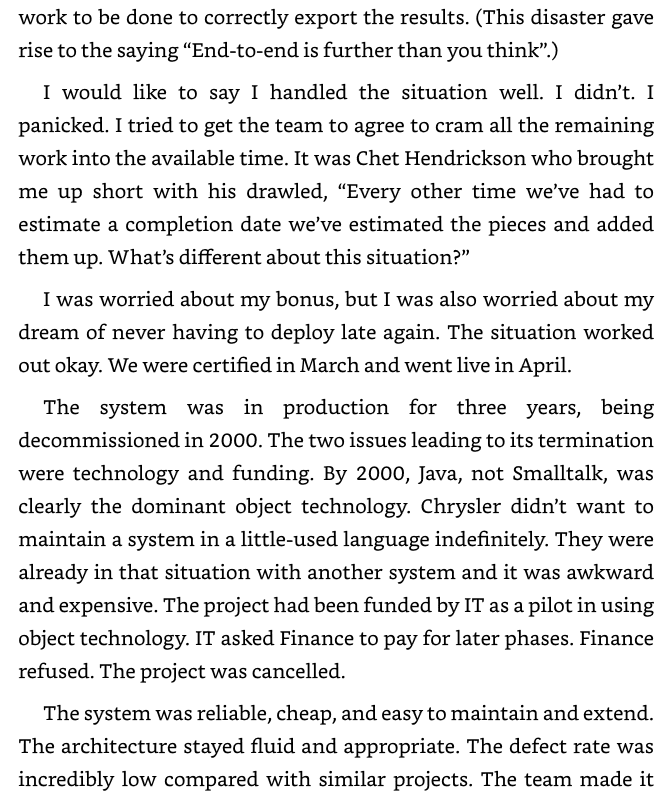 work to be done to correctly export the results. (This disaster gave
rise to the saying “End-to-end is further than you think”.)
I would like to say I handled the situation well. I didn’t. I
panicked. I tried to get the team to agree to cram all the remaining
work into the available time. It was Chet Hendrickson who brought
me up short with his drawled, “Every other time we’ve had to
estimate a completion date we’ve estimated the pieces and added
them up. What’s different about this situation?”
I was worried about my bonus, but I was also worried about my
dream of never having to deploy late again. The situation worked
out okay. We were certified in March and went live in April.
The system was in production for three years, being
decommissioned in 2000. The two issues leading to its termination
were technology and funding. By 2000, Java, not Smalltalk, was
clearly the dominant object technology. Chrysler didn’t want to
maintain a system in a little-used language indefinitely. They were
already in that situation with another system and it was awkward
and expensive. The project had been funded by IT as a pilot in using
object technology. IT asked Finance to pay for later phases. Finance
refused. The project was cancelled.
The system was reliable, cheap, and easy to maintain and extend.
The architecture stayed fluid and appropriate. The defect rate was
incredibly low compared with similar projects. The team made it